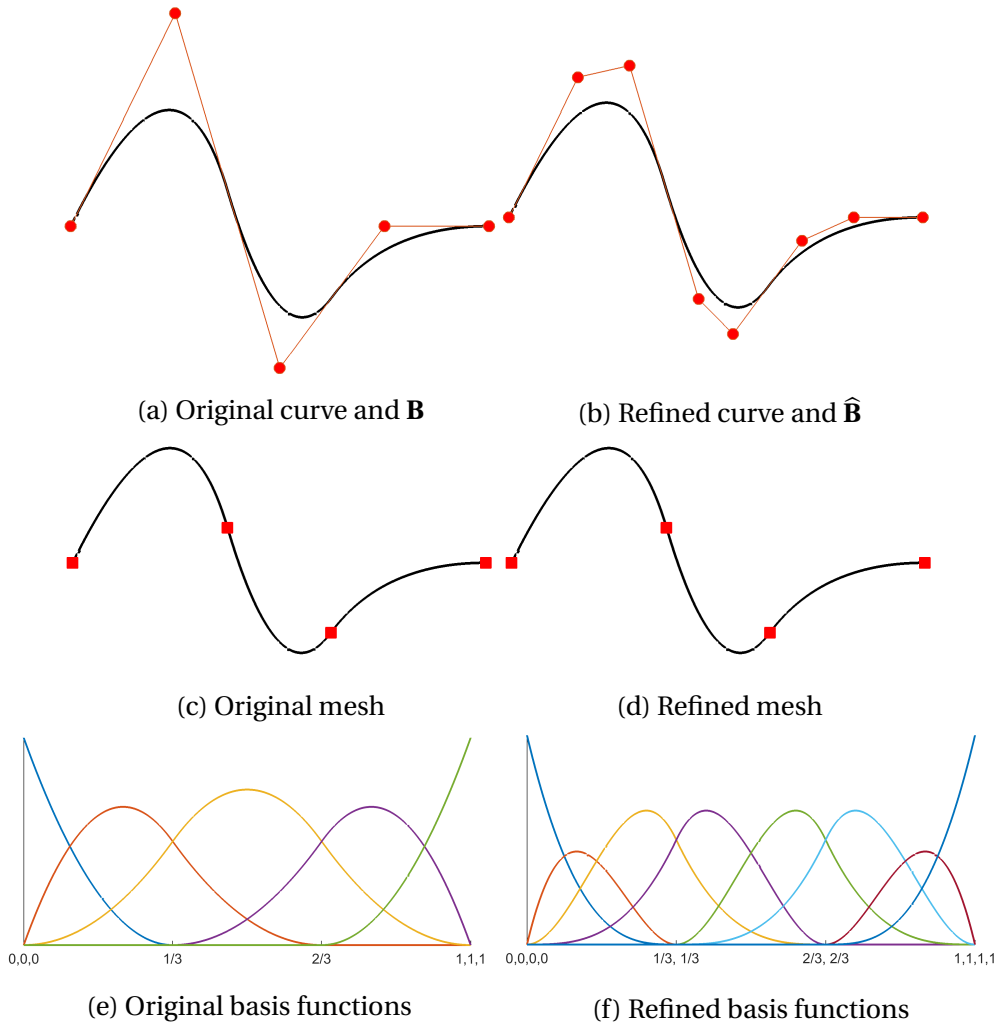 (a) Original curve and B
(b) Refined curve and B̂
(c) Original mesh
(d) Refined mesh
0,0,0 1/3 2/3 1,1,1
0,0,0,0 1/3, 1/3 2/3, 2/3 1,1,1,1
(e) Original basis functions
(f) Refined basis functions